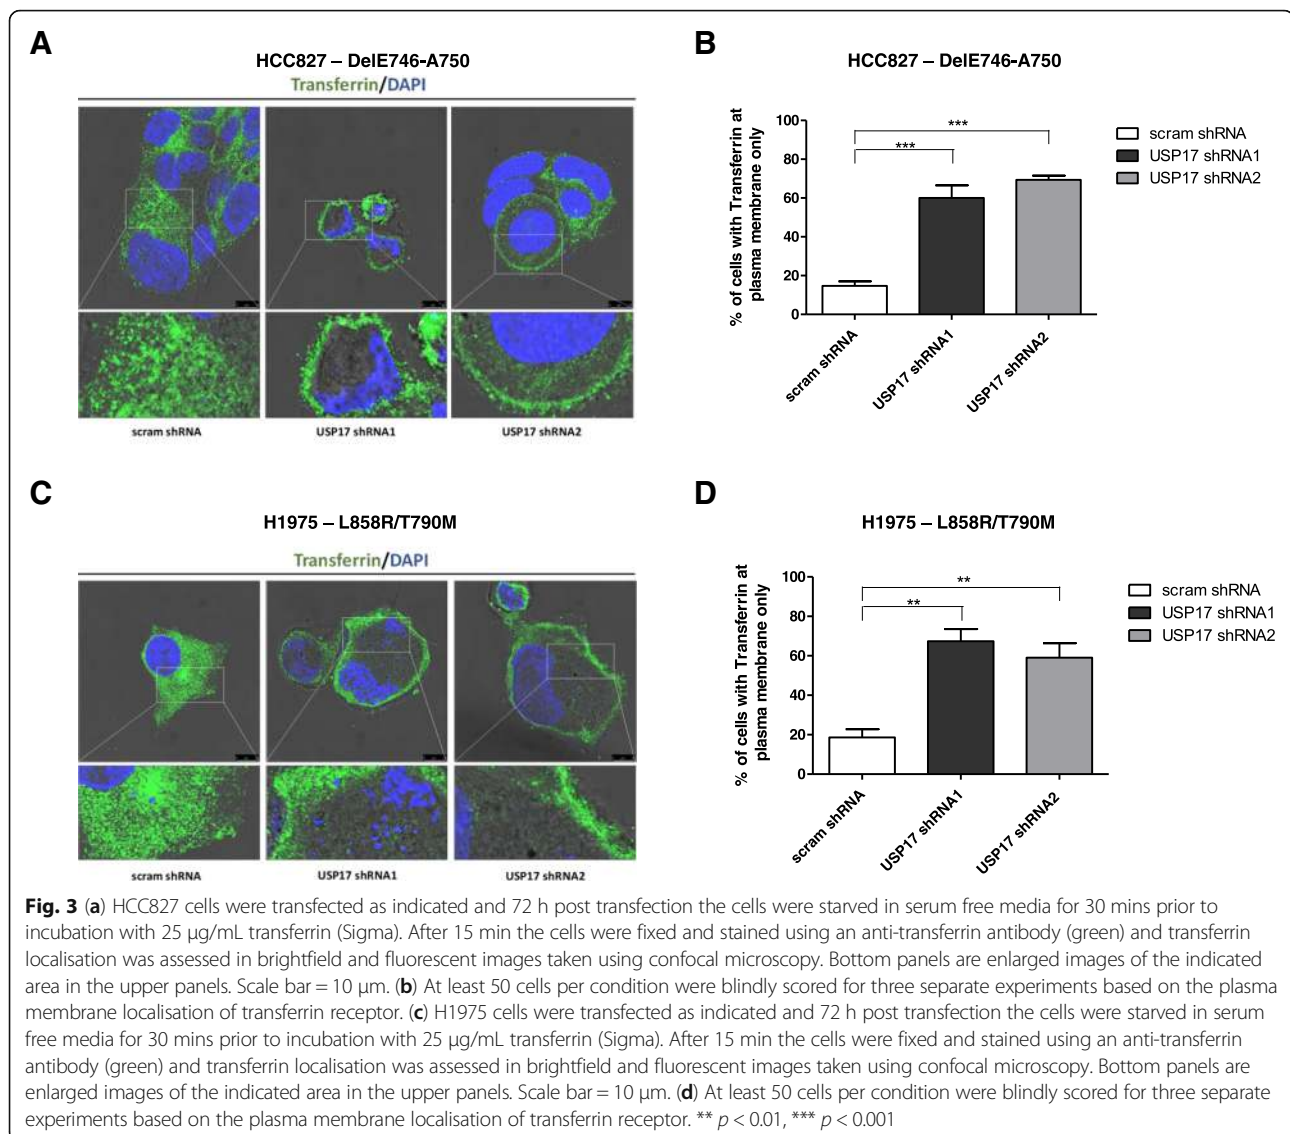 A
HCC827 – DelE746-A750
Transferrin/DAPI
scram shRNA
USP17 shRNA1
USP17 shRNA2
B
HCC827 – DelE746-A750
% of cells with Transferrin at
plasma membrane only
100
80
60
40
20
0
***
***
scram shRNA
USP17 shRNA1
USP17 shRNA2
scram shRNA
USP17 shRNA1
USP17 shRNA2
C
H1975 – L858R/T790M
Transferrin/DAPI
scram shRNA
USP17 shRNA1
USP17 shRNA2
D
H1975 – L858R/T790M
% of cells with Transferrin at
plasma membrane only
100
80
60
40
20
0
**
**
scram shRNA
USP17 shRNA1
USP17 shRNA2
scram shRNA
USP17 shRNA1
USP17 shRNA2
Fig. 3 (a) HCC827 cells were transfected as indicated and 72 h post transfection the cells were starved in serum free media for 30 mins prior to
incubation with 25 μg/mL transferrin (Sigma). After 15 min the cells were fixed and stained using an anti-transferrin antibody (green) and transferrin
localisation was assessed in brightfield and fluorescent images taken using confocal microscopy. Bottom panels are enlarged images of the indicated
area in the upper panels. Scale bar = 10 μm. (b) At least 50 cells per condition were blindly scored for three separate experiments based on the plasma
membrane localisation of transferrin receptor. (c) H1975 cells were transfected as indicated and 72 h post transfection the cells were starved in serum
free media for 30 mins prior to incubation with 25 μg/mL transferrin (Sigma). After 15 min the cells were fixed and stained using an anti-transferrin
antibody (green) and transferrin localisation was assessed in brightfield and fluorescent images taken using confocal microscopy. Bottom panels are
enlarged images of the indicated area in the upper panels. Scale bar = 10 μm. (d) At least 50 cells per condition were blindly scored for three separate
experiments based on the plasma membrane localisation of transferrin receptor. ** p < 0.01, *** p < 0.001